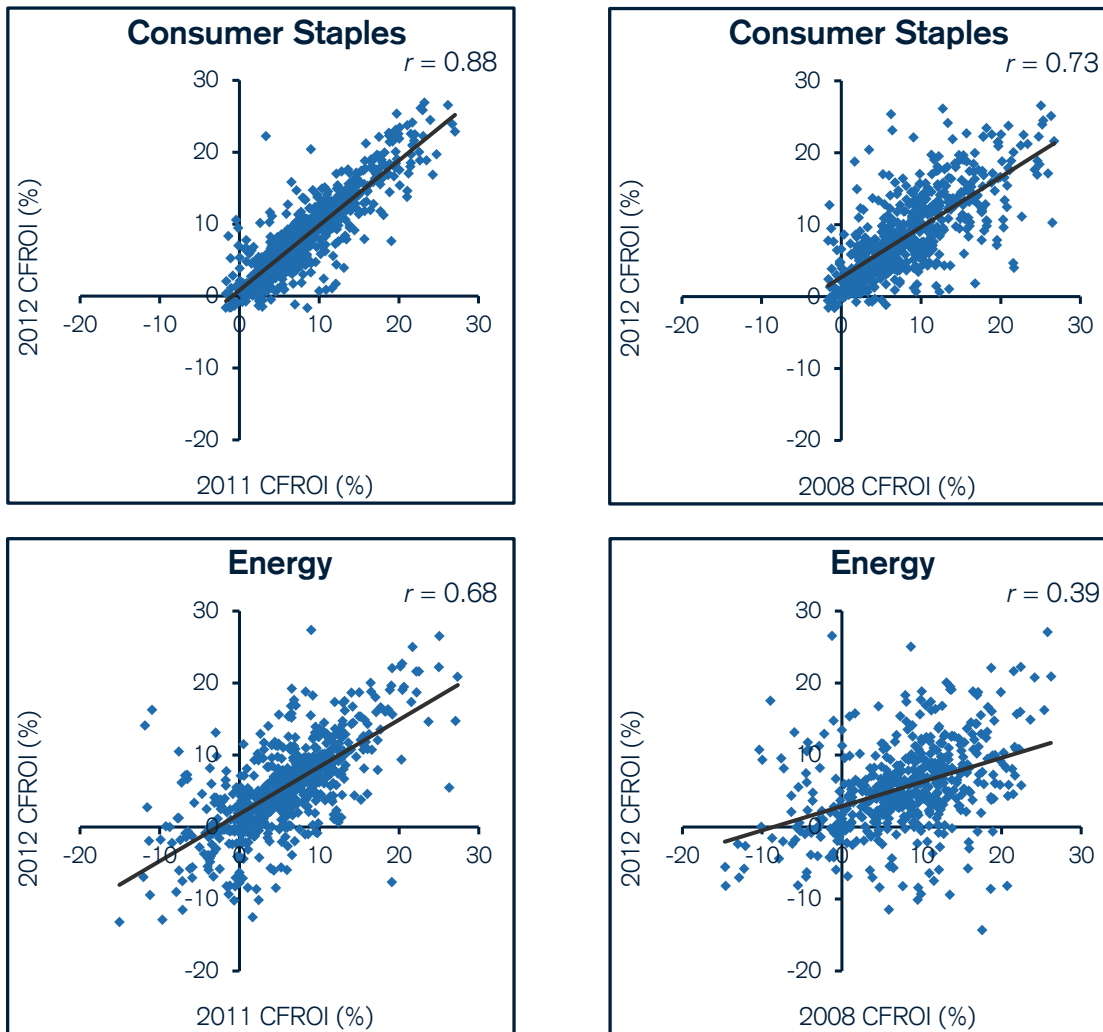 Consumer Staples
r = 0.88
30
20
10
0
-20 -10 0 10 20 30
-10
-20
2012 CFROI (%)
2011 CFROI (%)
Consumer Staples
r = 0.73
30
20
10
0
-20 -10 0 10 20 30
-10
-20
2012 CFROI (%)
2008 CFROI (%)
Energy
r = 0.68
30
20
10
0
-20 -10 0 10 20 30
-10
-20
2012 CFROI (%)
2011 CFROI (%)
Energy
r = 0.39
30
20
10
0
-20 -10 0 10 20 30
-10
-20
2012 CFROI (%)
2008 CFROI (%)